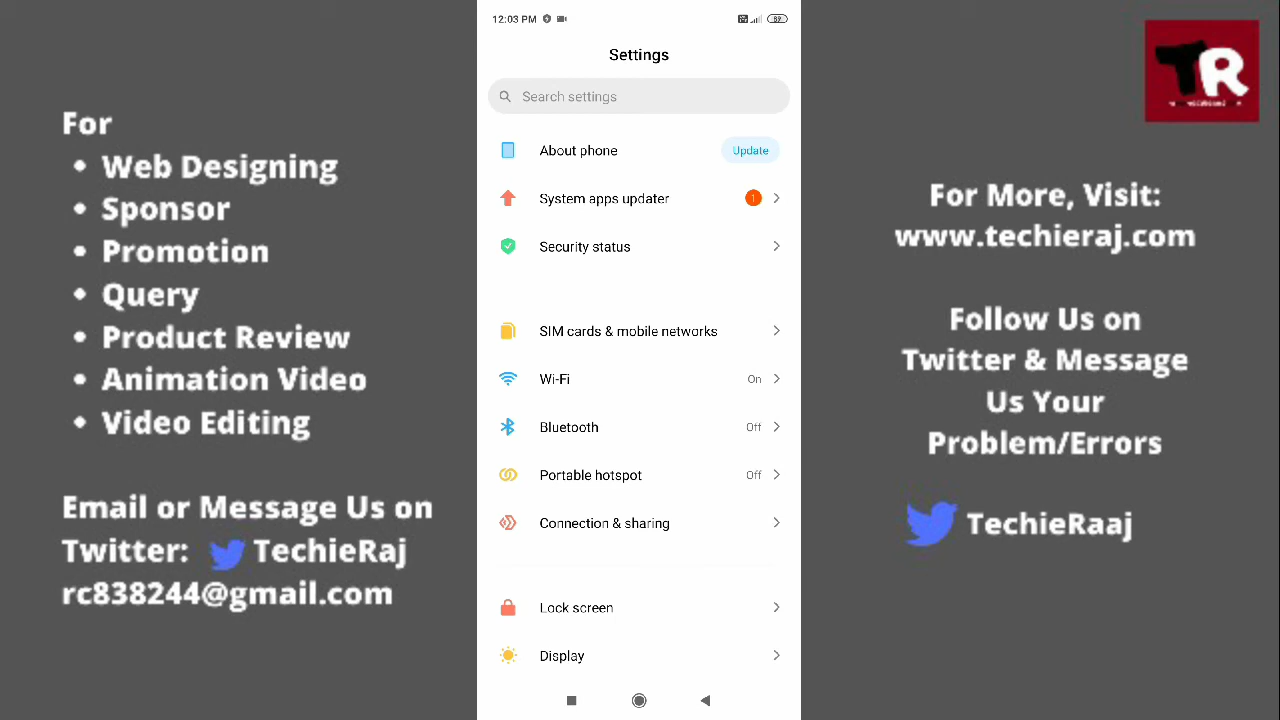 For
• Web Designing
• Sponsor
• Promotion
• Query
• Product Review
• Animation Video
• Video Editing
Email or Message Us on
Twitter: TechieRaj
rc838244@gmail.com
12:03 PM
89
Settings
Search settings
About phone Update
System apps updater 1
Security status
SIM cards & mobile networks
Wi-Fi On
Bluetooth Off
Portable hotspot Off
Connection & sharing
Lock screen
Display
TR
For More, Visit:
www.techieraj.com
Follow Us on
Twitter & Message
Us Your
Problem/Errors
TechieRaaj